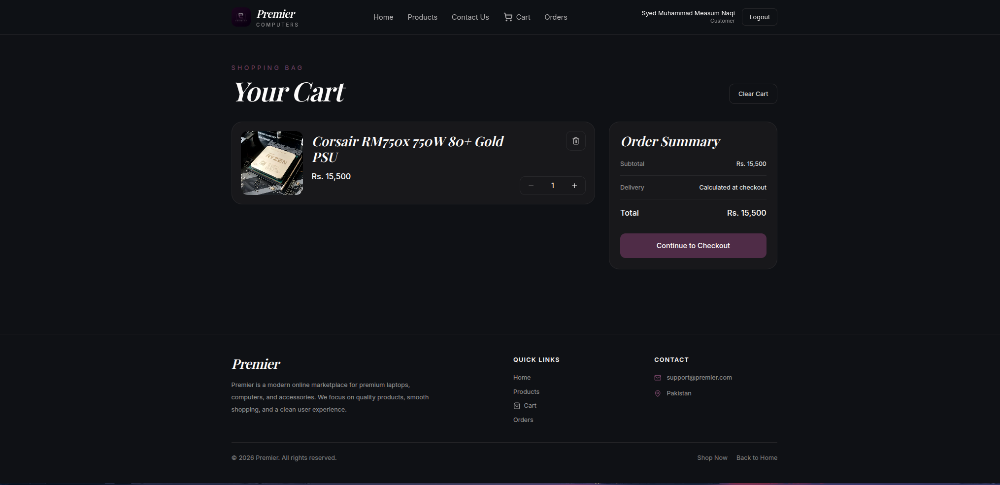 Premier
COMPUTERS
Home
Products
Contact Us
Cart
Orders
Syed Muhammad Measum Naqi
Customer
Logout
SHOPPING BAG
Your Cart
Clear Cart
RYZEN
Corsair RM750x 750W 80+ Gold
PSU
Rs. 15,500
1
Order Summary
Subtotal
Rs. 15,500
Delivery
Calculated at checkout
Total
Rs. 15,500
Continue to Checkout
Premier
Premier is a modern online marketplace for premium laptops,
computers, and accessories. We focus on quality products, smooth
shopping, and a clean user experience.
QUICK LINKS
Home
Products
Cart
Orders
CONTACT
support@premier.com
Pakistan
© 2026 Premier. All rights reserved.
Shop Now
Back to Home